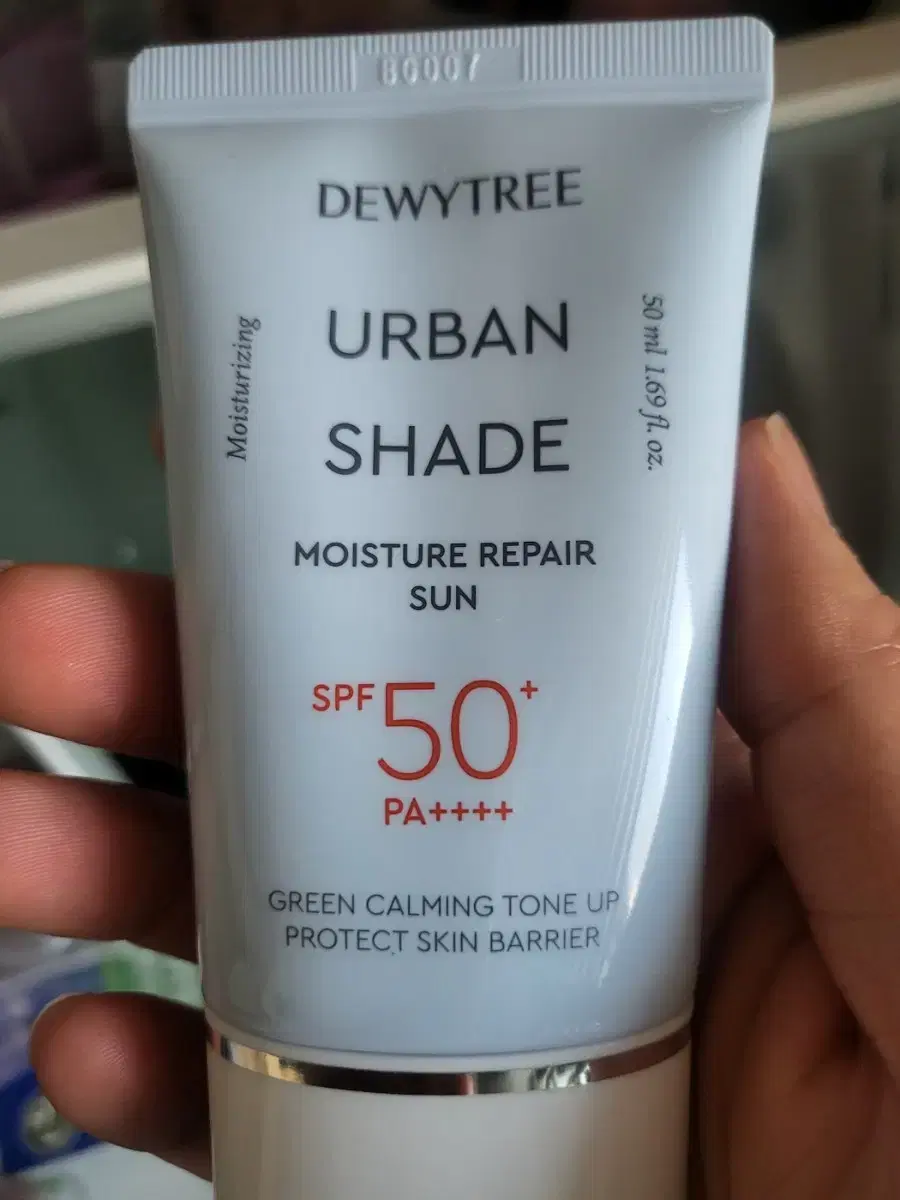 DEWYTREE
URBAN
SHADE
Moisturizing
50 ml 1.69 fl. oz.
MOISTURE REPAIR
SUN
SPF 50+
PA++++
GREEN CALMING TONE UP
PROTECT SKIN BARRIER